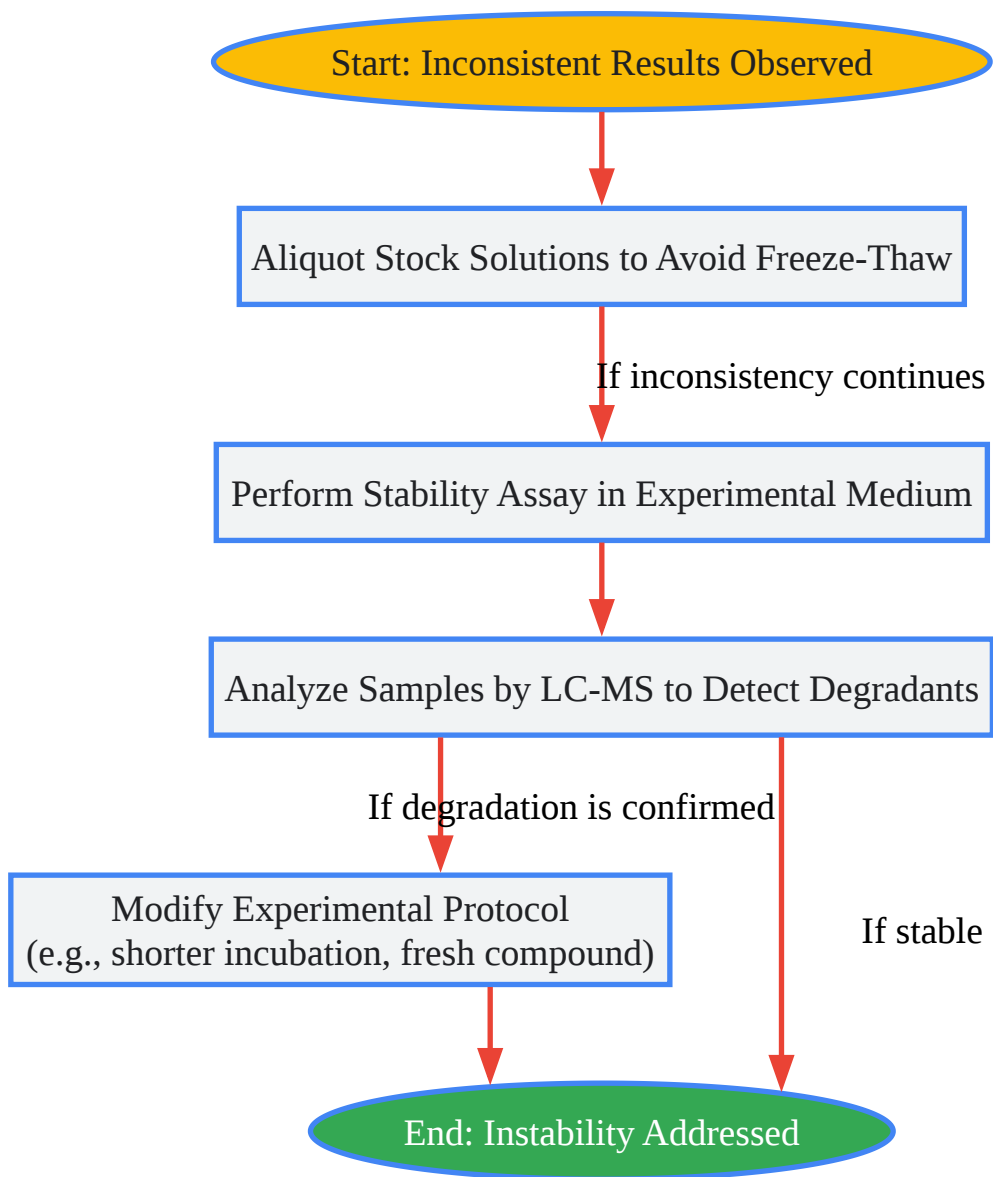 Start: Inconsistent Results Observed
Aliquot Stock Solutions to Avoid Freeze-Thaw
If inconsistency continues
Perform Stability Assay in Experimental Medium
Analyze Samples by LC-MS to Detect Degradants
If degradation is confirmed
Modify Experimental Protocol
(e.g., shorter incubation, fresh compound)
If stable
End: Instability Addressed